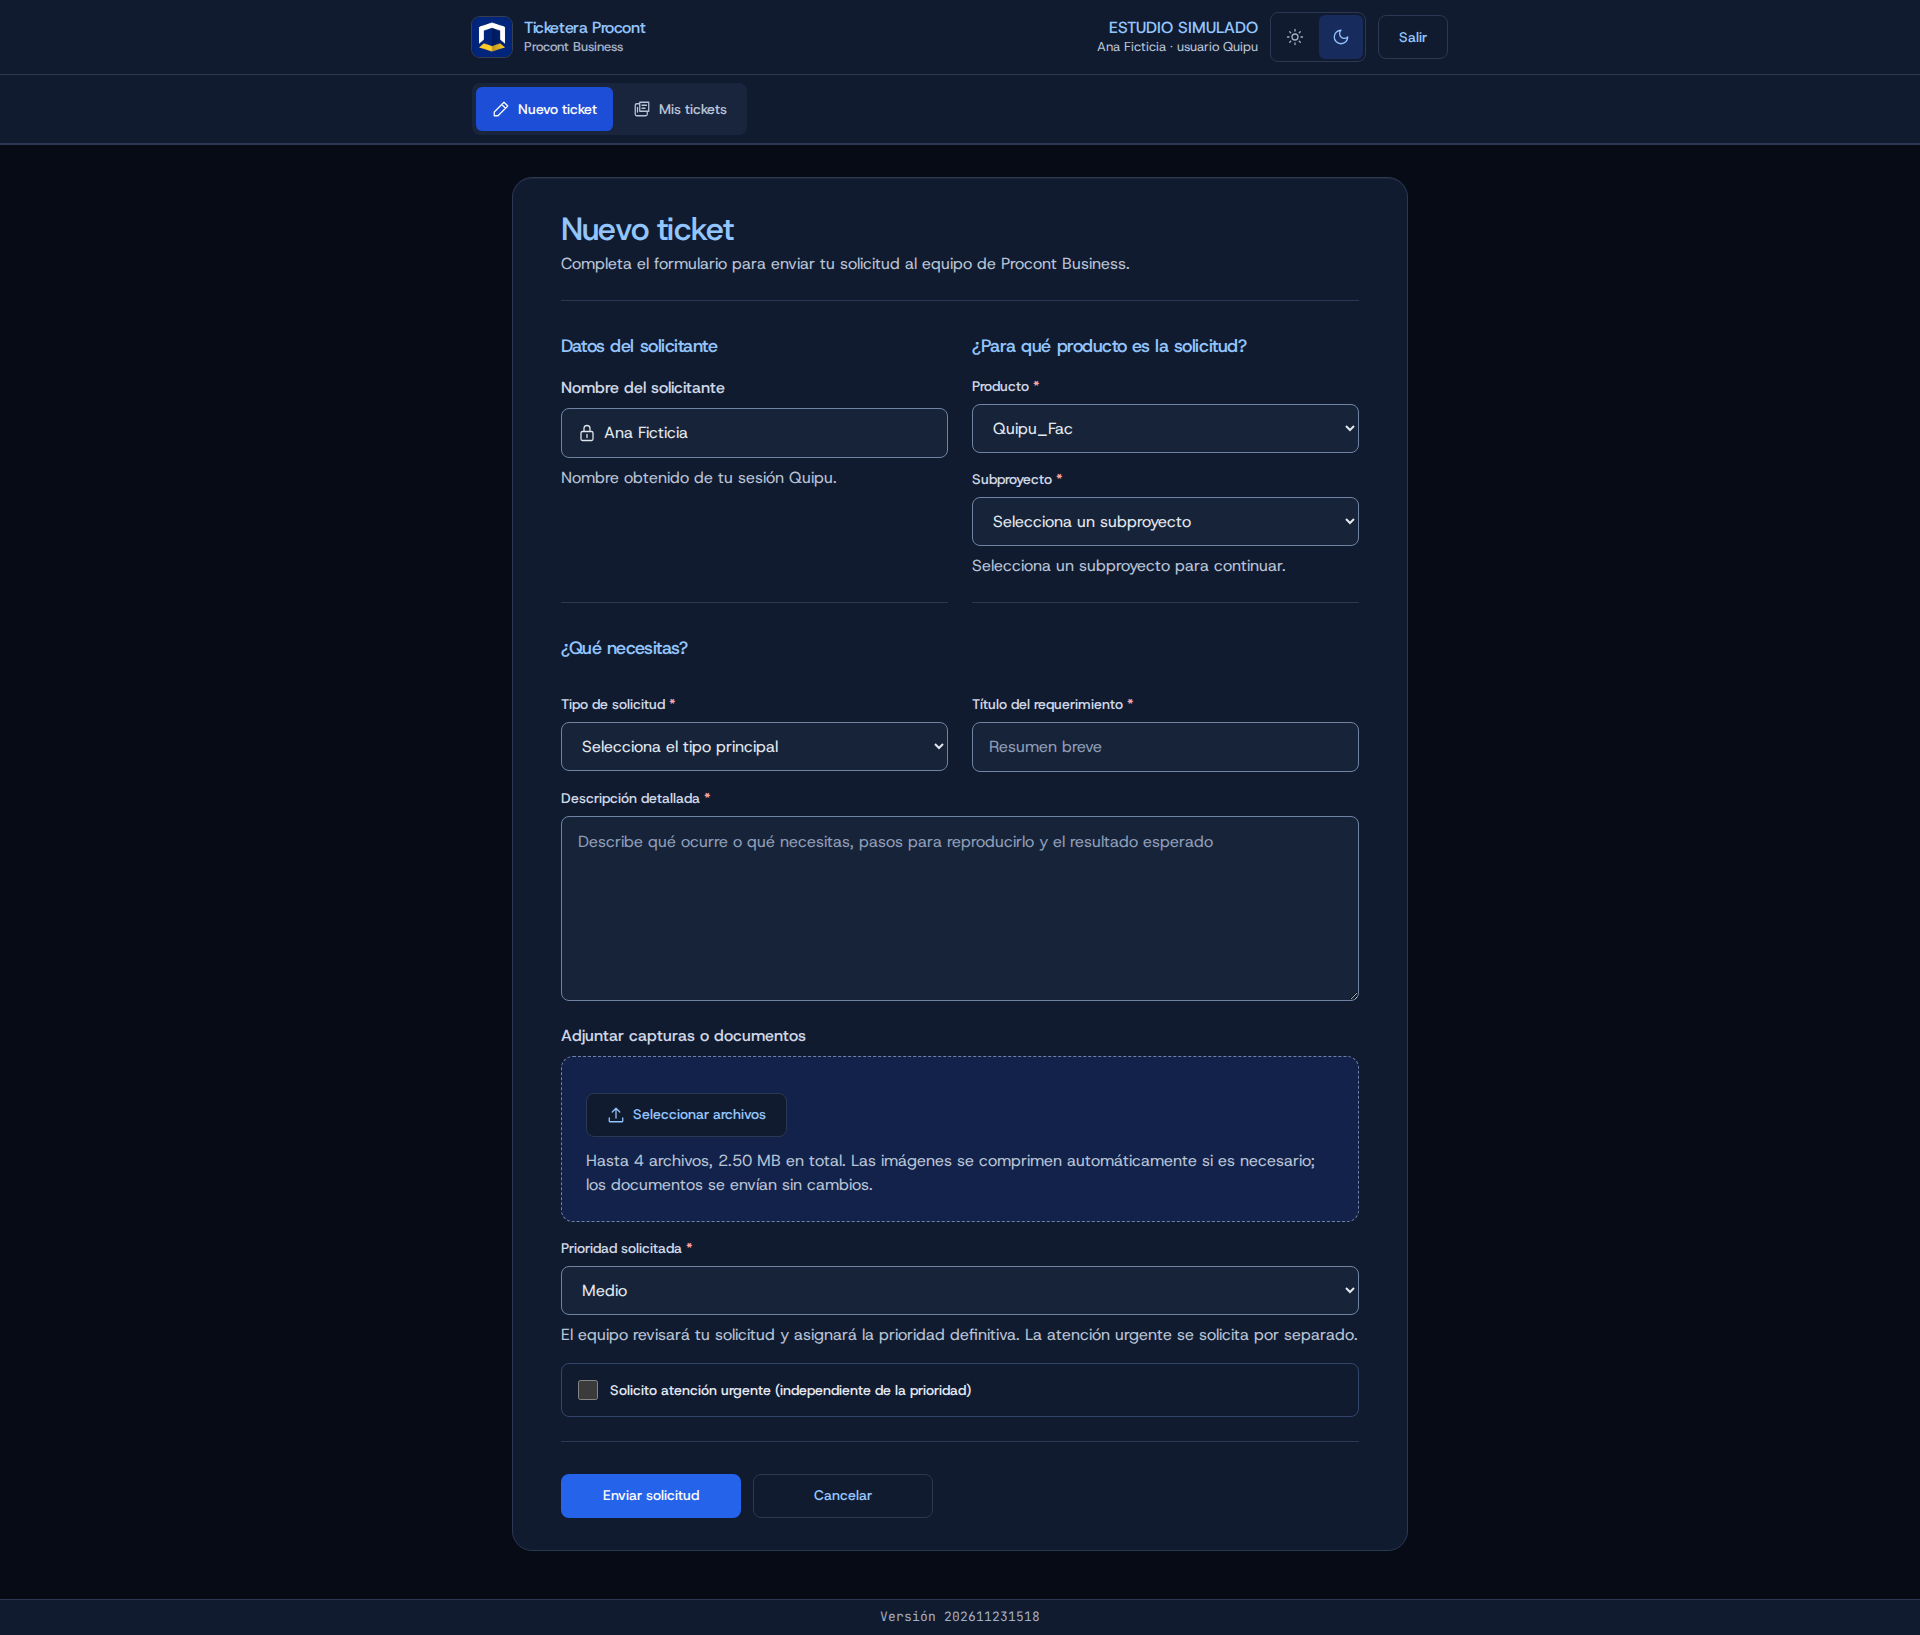 Ticketera Procont
Procont Business
ESTUDIO SIMULADO
Ana Ficticia · usuario Quipu
Salir
Nuevo ticket
Mis tickets
Nuevo ticket
Completa el formulario para enviar tu solicitud al equipo de Procont Business.
Datos del solicitante
Nombre del solicitante
Ana Ficticia
Nombre obtenido de tu sesión Quipu.
¿Para qué producto es la solicitud?
Producto *
Quipu_Fac
Subproyecto *
Selecciona un subproyecto
Selecciona un subproyecto para continuar.
¿Qué necesitas?
Tipo de solicitud *
Selecciona el tipo principal
Título del requerimiento *
Resumen breve
Descripción detallada *
Describe qué ocurre o qué necesitas, pasos para reproducirlo y el resultado esperado
Adjuntar capturas o documentos
Seleccionar archivos
Hasta 4 archivos, 2.50 MB en total. Las imágenes se comprimen automáticamente si es necesario;
los documentos se envían sin cambios.
Prioridad solicitada *
Medio
El equipo revisará tu solicitud y asignará la prioridad definitiva. La atención urgente se solicita por separado.
Solicito atención urgente (independiente de la prioridad)
Enviar solicitud
Cancelar
Versión 202611231518